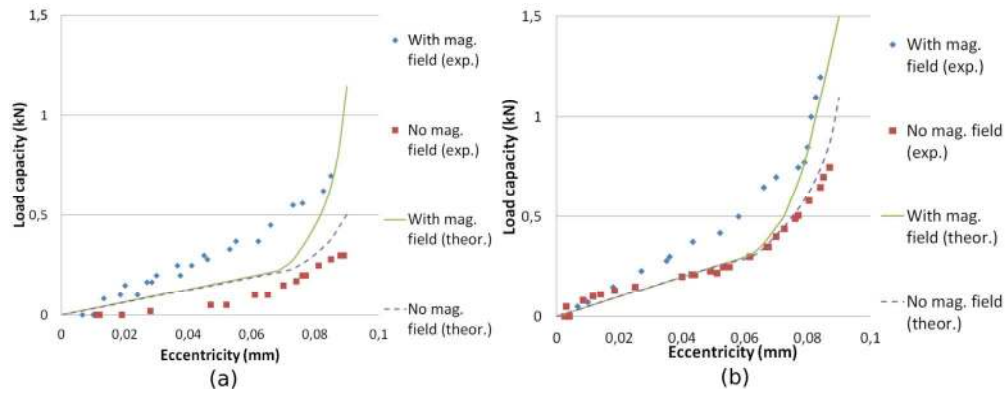 1,5
1
0,5
0
Load capacity (kN)
0
0,02
0,04
0,06
0,08
0,1
Eccentricity (mm)
With mag.
field (exp.)
No mag.
field (exp.)
With mag.
field (theor.)
No mag.
field (theor.)
(a)
1,5
1
0,5
0
Load capacity (kN)
0
0,02
0,04
0,06
0,08
0,1
Eccentricity (mm)
With mag.
field (exp.)
No mag. field
(exp.)
With mag.
field (theor.)
No mag. field
(theor.)
(b)